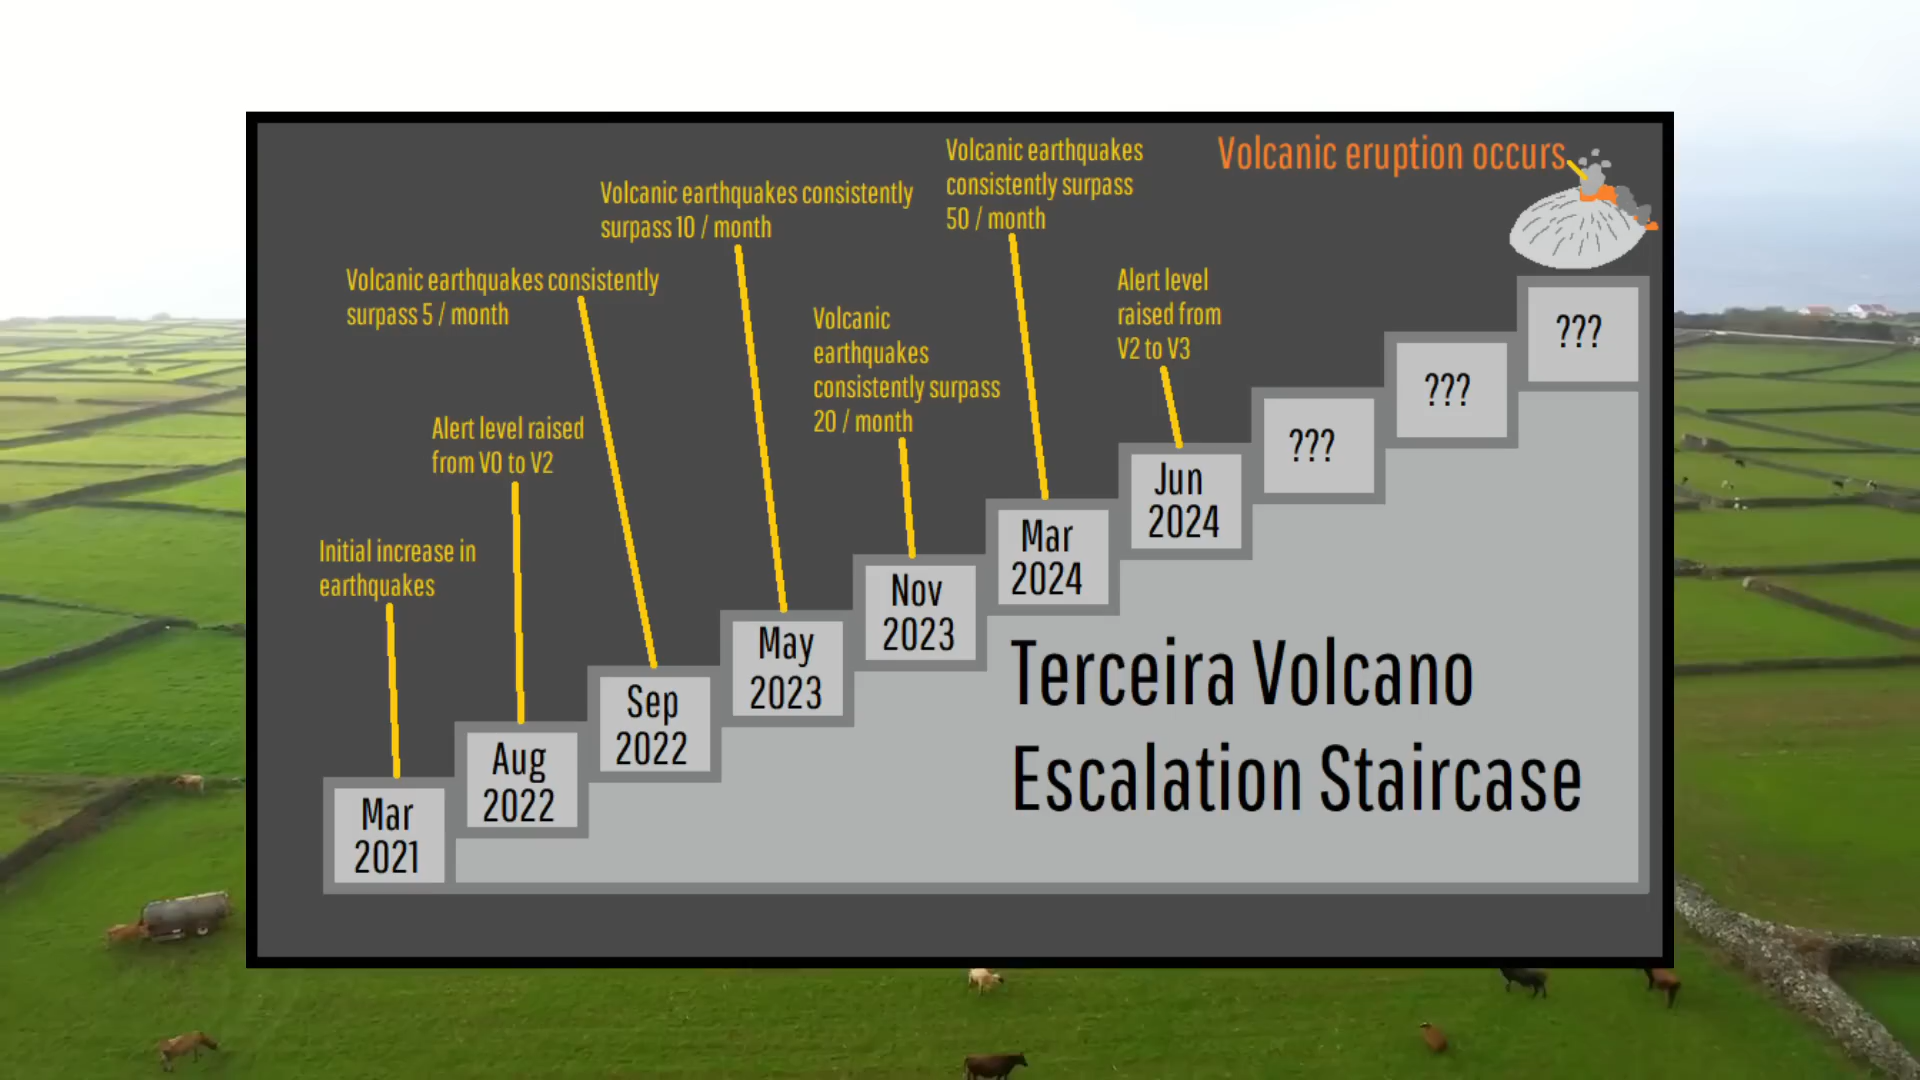 Volcanic eruption occurs
Volcanic earthquakes
consistently surpass
50 / month
Volcanic earthquakes consistently
surpass 10 / month
Volcanic earthquakes consistently
surpass 5 / month
Alert level
raised from
V2 to V3
Volcanic
earthquakes
consistently surpass
20 / month
Alert level raised
from V0 to V2
Initial increase in
earthquakes
Mar
2021
Aug
2022
Sep
2022
May
2023
Nov
2023
Mar
2024
Jun
2024
???
???
???
Terceira Volcano
Escalation Staircase